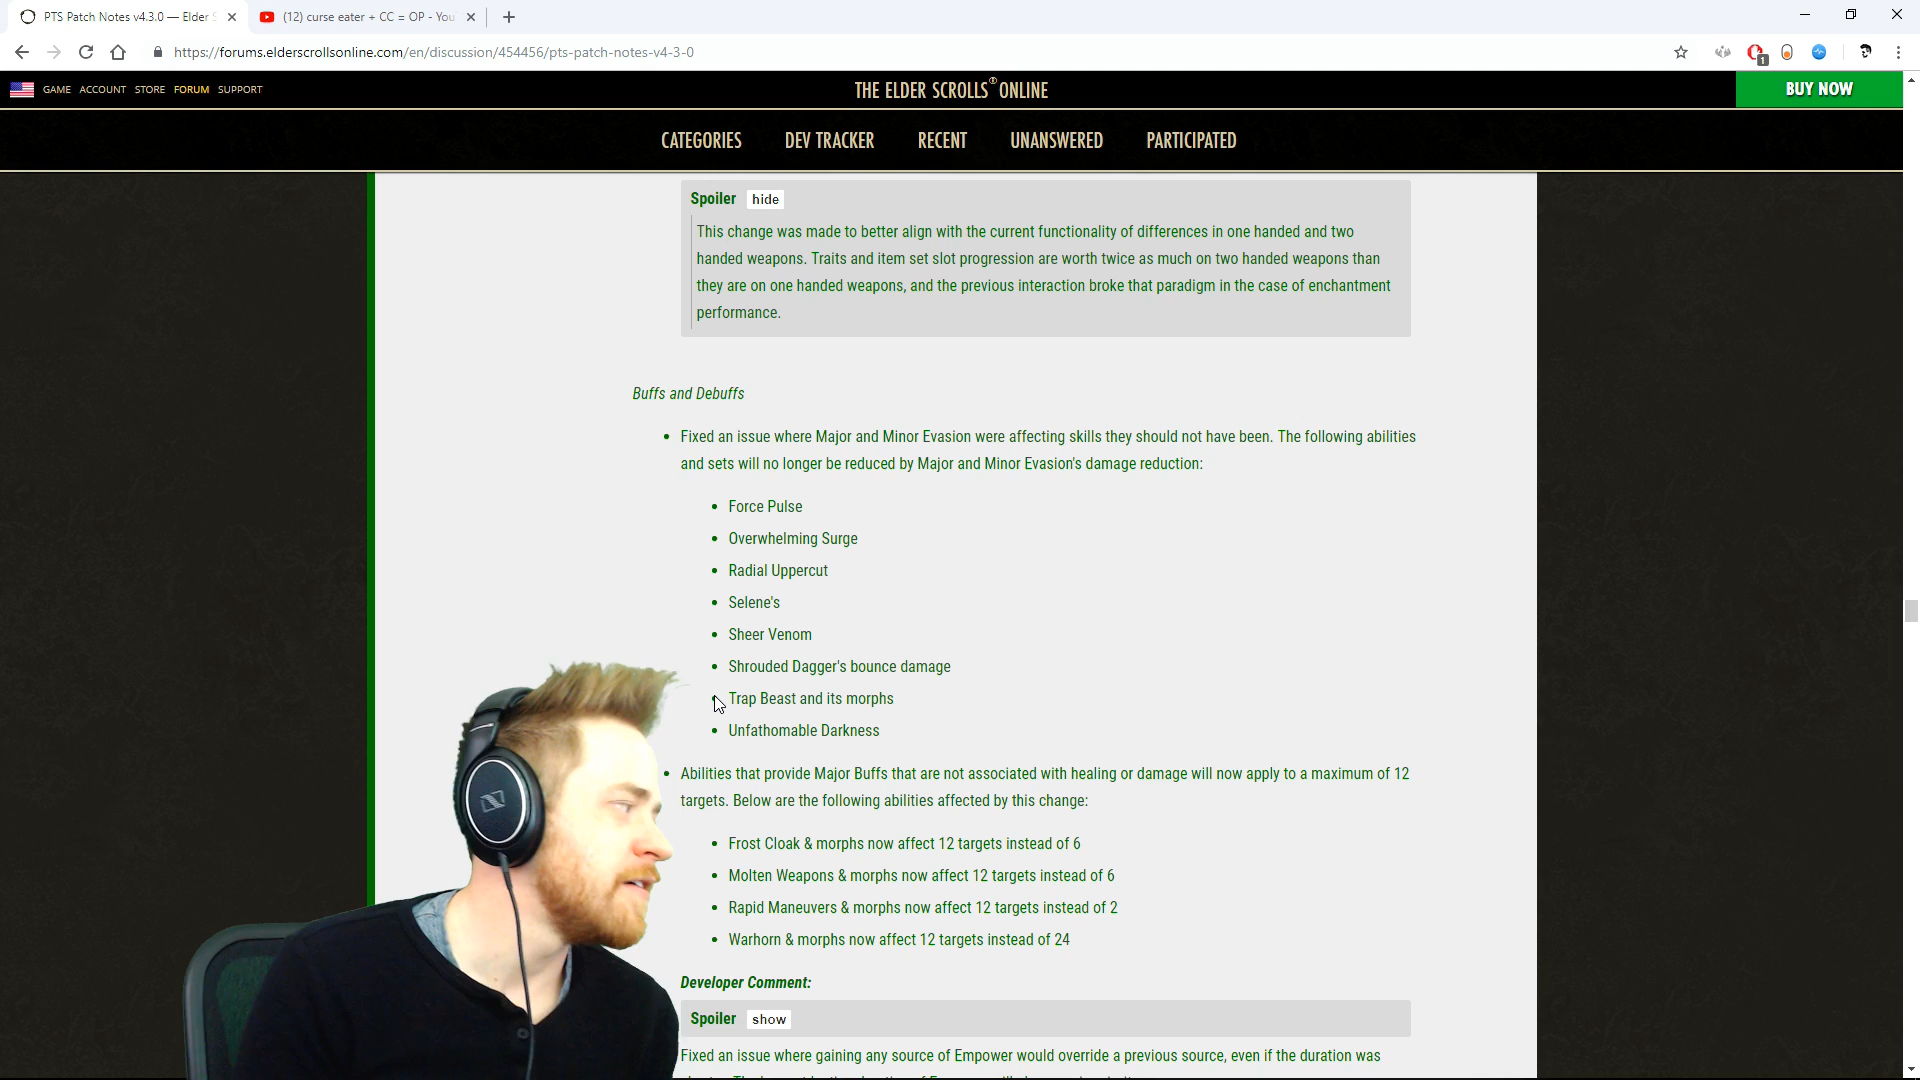 PTS Patch Notes v4.3.0 — Elder S
(12) curse eater + CC = OP - You
https://forums.elderscrollsonline.com/en/discussion/454456/pts-patch-notes-v4-3-0
1
GAME ACCOUNT STORE FORUM SUPPORT
THE ELDER SCROLLS® ONLINE
BUY NOW
CATEGORIES DEV TRACKER RECENT UNANSWERED PARTICIPATED
Spoiler hide
This change was made to better align with the current functionality of differences in one handed and two
handed weapons. Traits and item set slot progression are worth twice as much on two handed weapons than
they are on one handed weapons, and the previous interaction broke that paradigm in the case of enchantment
performance.
Buffs and Debuffs
• Fixed an issue where Major and Minor Evasion were affecting skills they should not have been. The following abilities
and sets will no longer be reduced by Major and Minor Evasion's damage reduction:
• Force Pulse
• Overwhelming Surge
• Radial Uppercut
• Selene's
• Sheer Venom
• Shrouded Dagger's bounce damage
• Trap Beast and its morphs
• Unfathomable Darkness
• Abilities that provide Major Buffs that are not associated with healing or damage will now apply to a maximum of 12
targets. Below are the following abilities affected by this change:
• Frost Cloak & morphs now affect 12 targets instead of 6
• Molten Weapons & morphs now affect 12 targets instead of 6
• Rapid Maneuvers & morphs now affect 12 targets instead of 2
• Warhorn & morphs now affect 12 targets instead of 24
Developer Comment:
Spoiler show
Fixed an issue where gaining any source of Empower would override a previous source, even if the duration was